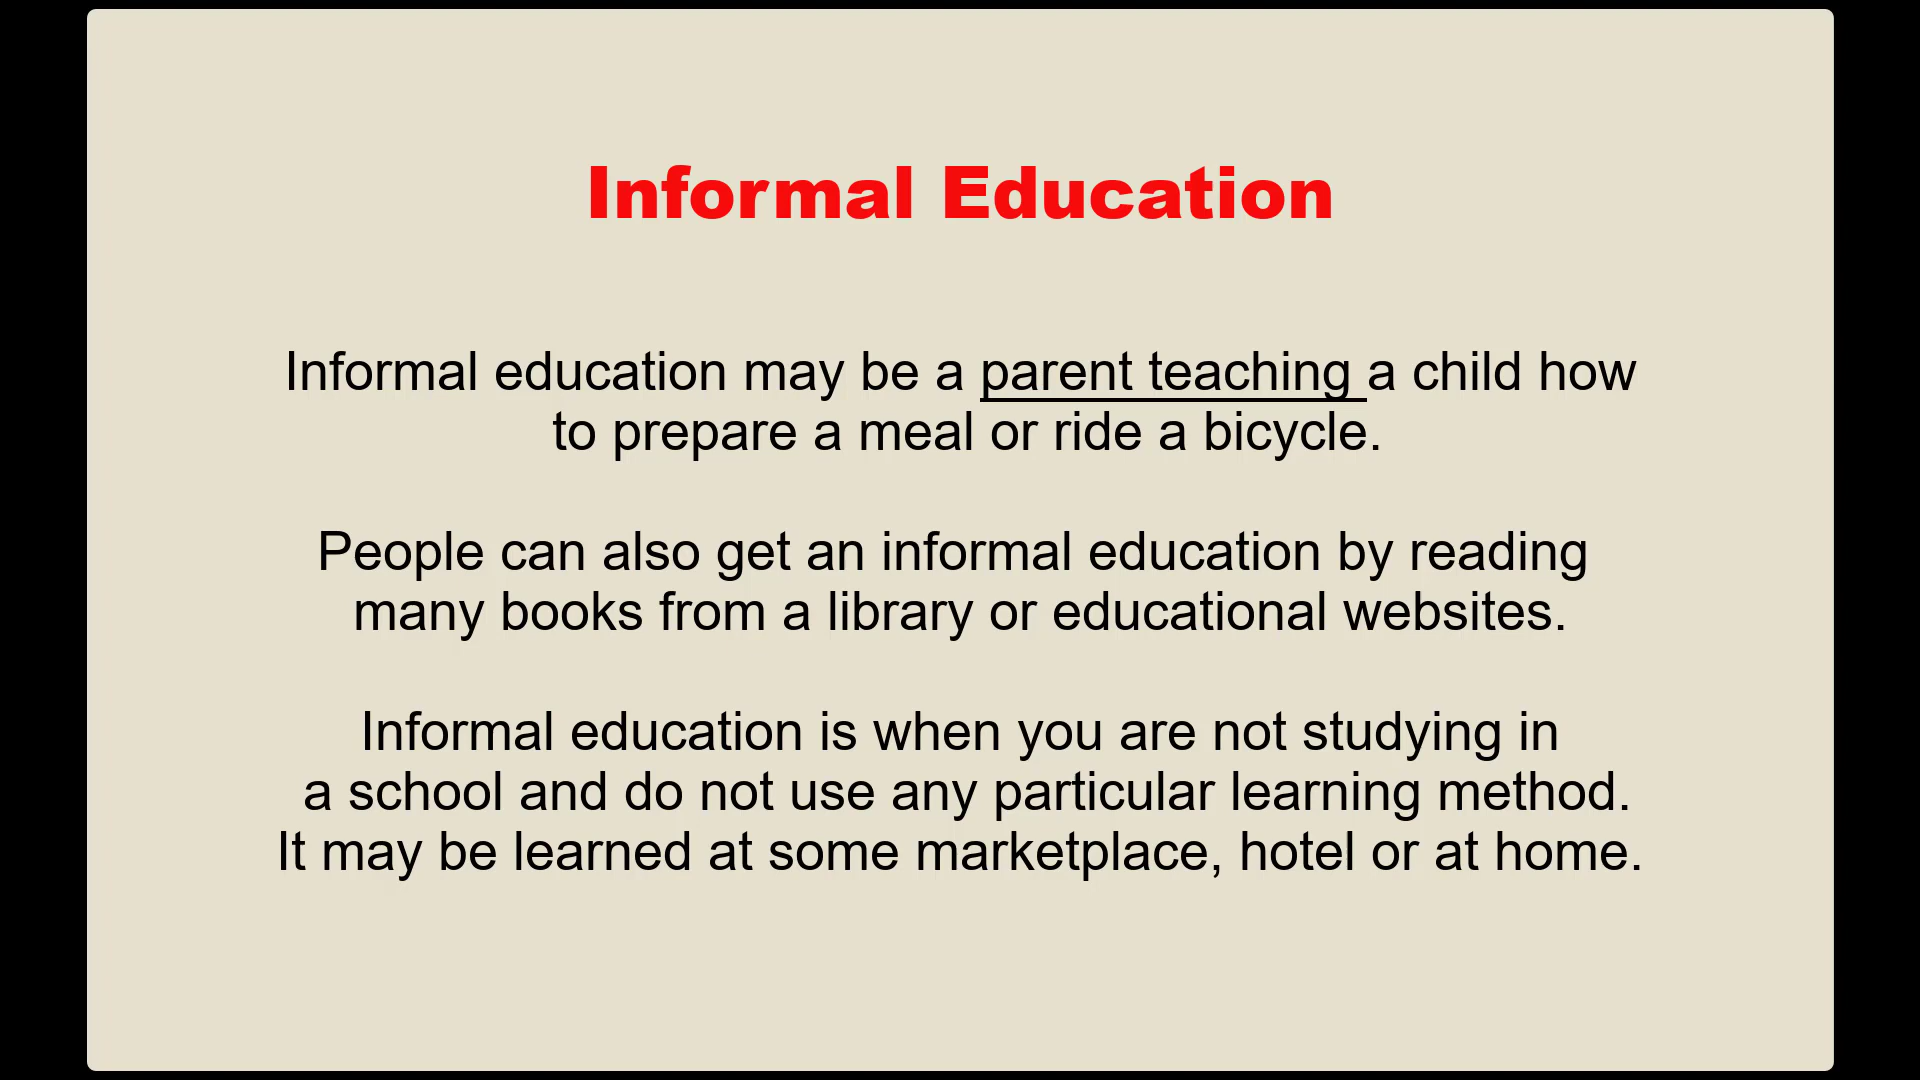 Informal Education
Informal education may be a parent teaching a child how
to prepare a meal or ride a bicycle.
People can also get an informal education by reading
many books from a library or educational websites.
Informal education is when you are not studying in
a school and do not use any particular learning method.
It may be learned at some marketplace, hotel or at home.